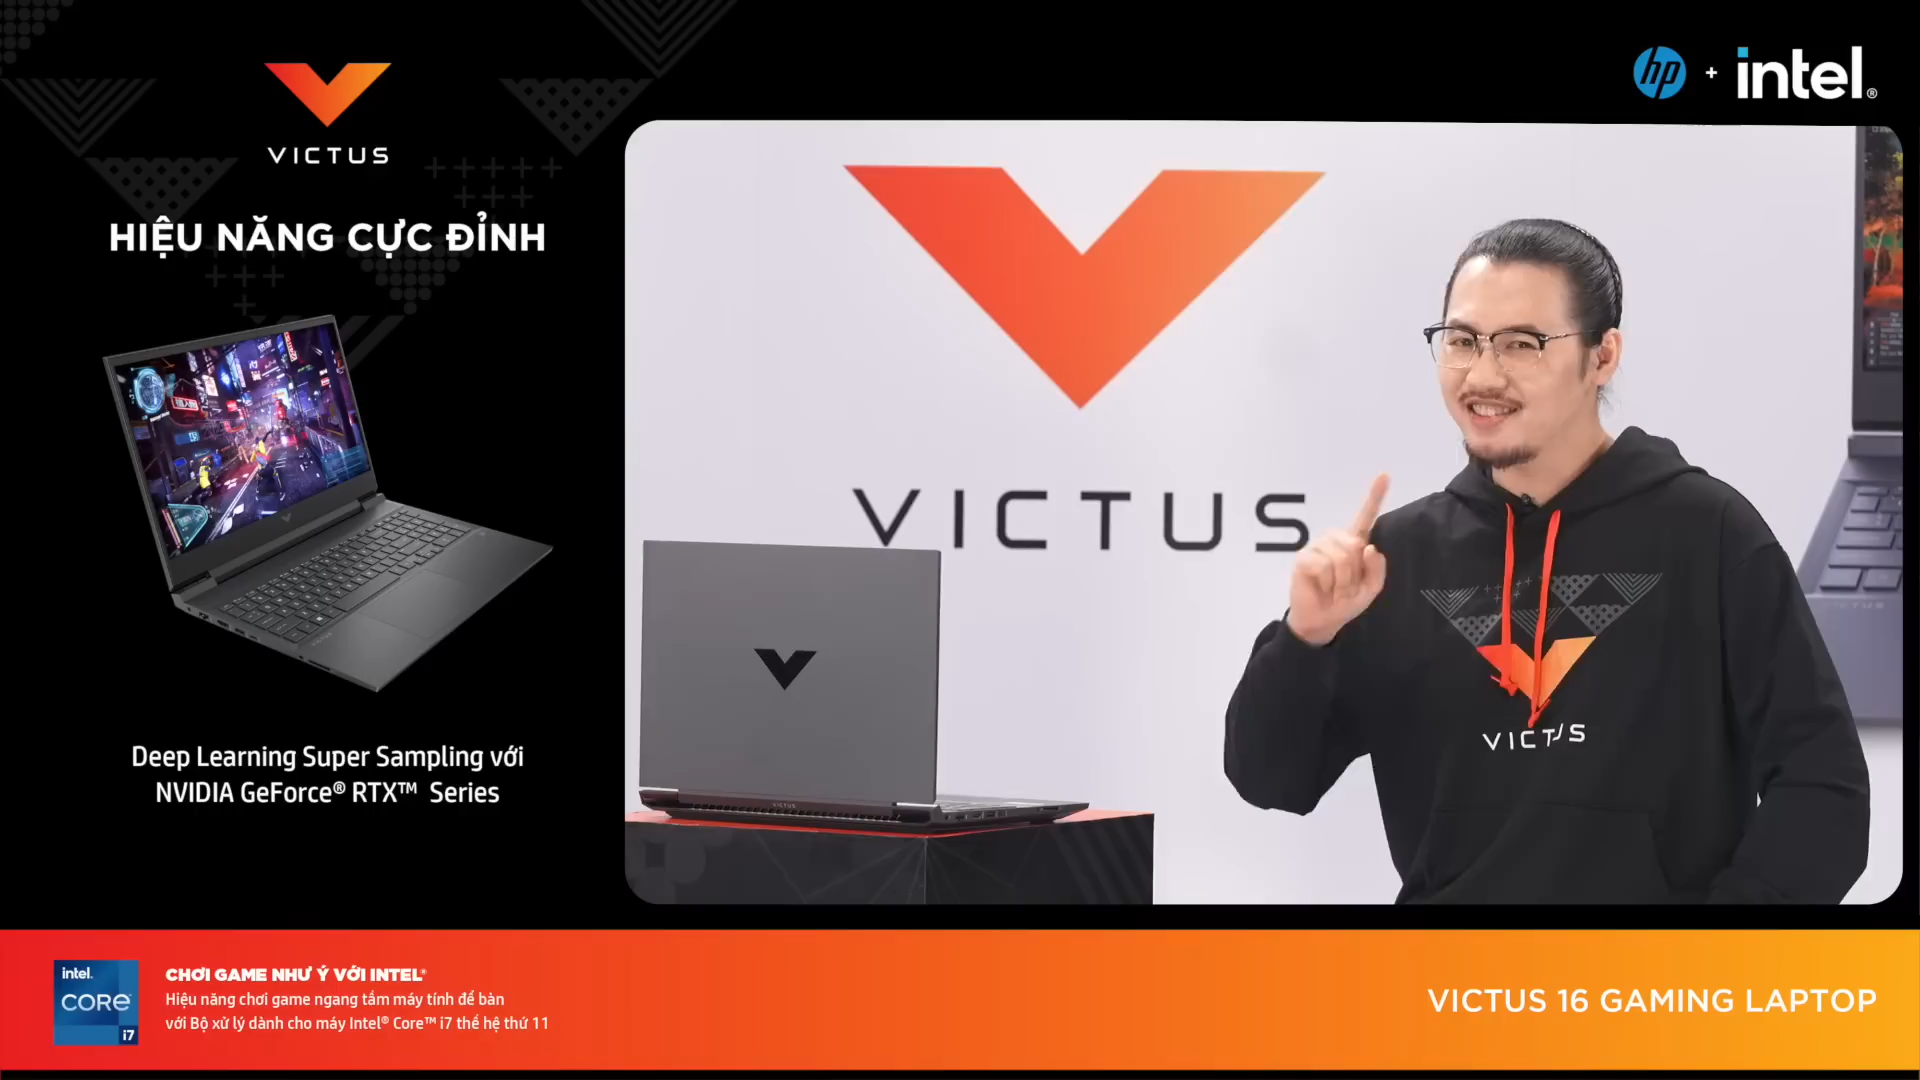 VICTUS
HIỆU NĂNG CỰC ĐỈNH
Deep Learning Super Sampling với
NVIDIA GeForce® RTX™ Series
hp + intel®
VICTUS
VICTUS
VICTUS
VICTUS
intel.
CORE
i7
CHƠI GAME NHƯ Ý VỚI INTEL®
Hiệu năng chơi game ngang tầm máy tính để bàn
với Bộ xử lý dành cho máy Intel® Core™ i7 thế hệ thứ 11
VICTUS 16 GAMING LAPTOP